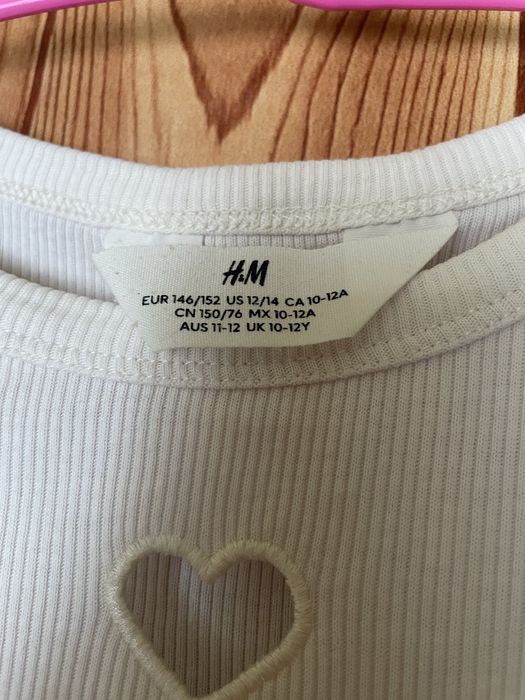 H&M
EUR 146/152 US 12/14 CA 10-12A
CN 150/76 MX 10-12A
AUS 11-12 UK 10-12Y